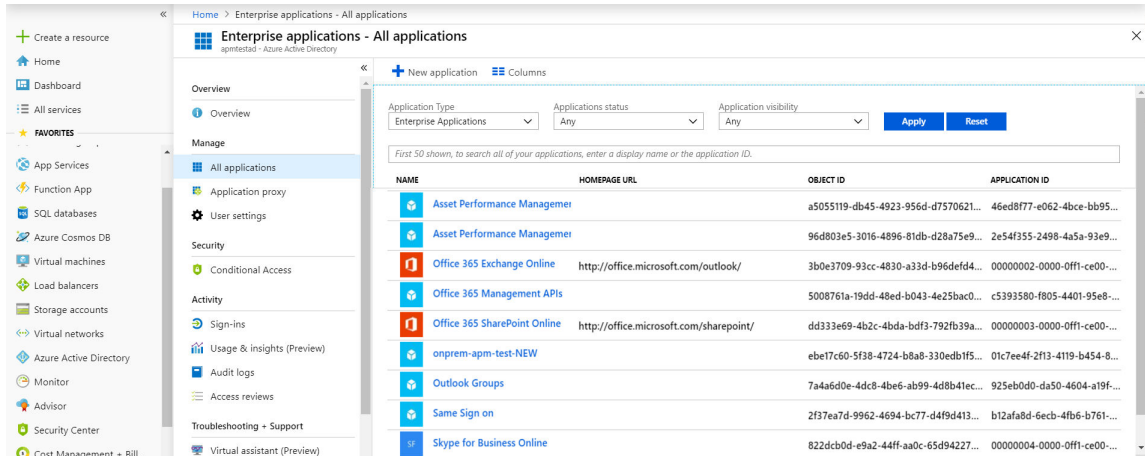 «
Create a resource
Home
Dashboard
All services
FAVORITES
App Services
Function App
SQL databases
Azure Cosmos DB
Virtual machines
Load balancers
Storage accounts
Virtual networks
Azure Active Directory
Monitor
Advisor
Security Center
Cost Management + Bill
Home > Enterprise applications - All applications
Enterprise applications - All applications
apmtestad - Azure Active Directory
«
Overview
Overview
Manage
All applications
Application proxy
User settings
Security
Conditional Access
Activity
Sign-ins
Usage & insights (Preview)
Audit logs
Access reviews
Troubleshooting + Support
Virtual assistant (Preview)
New application Columns
Application Type Applications status Application visibility
Enterprise Applications Any Any Apply Reset
First 50 shown, to search all of your applications, enter a display name or the application ID.
NAME HOMEPAGE URL OBJECT ID APPLICATION ID
Asset Performance Managemer a5055119-db45-4923-956d-d7570621... 46ed8f77-e062-4bce-bb95...
Asset Performance Managemer 96d803e5-3016-4896-81db-d28a75e9... 2e54f355-2498-4a5a-93e9...
Office 365 Exchange Online http://office.microsoft.com/outlook/ 3b0e3709-93cc-4830-a33d-b96defd4... 00000002-0000-0ff1-ce00-...
Office 365 Management APIs 5008761a-19dd-48ed-b043-4e25bac0... c5393580-f805-4401-95e8-...
Office 365 SharePoint Online http://office.microsoft.com/sharepoint/ dd333e69-4b2c-4bda-bdf3-792fb39a... 00000003-0000-0ff1-ce00-...
onprem-apm-test-NEW ebe17c60-5f38-4724-b8a8-330edb1f5... 01c7ee4f-2f13-4119-b454-8...
Outlook Groups 7a4a6d0e-4dc8-4be6-ab99-4d8b41ec... 925eb0d0-da50-4604-a19f-...
Same Sign on 2f37ea7d-9962-4694-bc77-d4f9d413... b12afa8d-6ecb-4fb6-b761-...
SF Skype for Business Online 822dcb0d-e9a2-44ff-aa0c-65d94227... 00000004-0000-0ff1-ce00-...